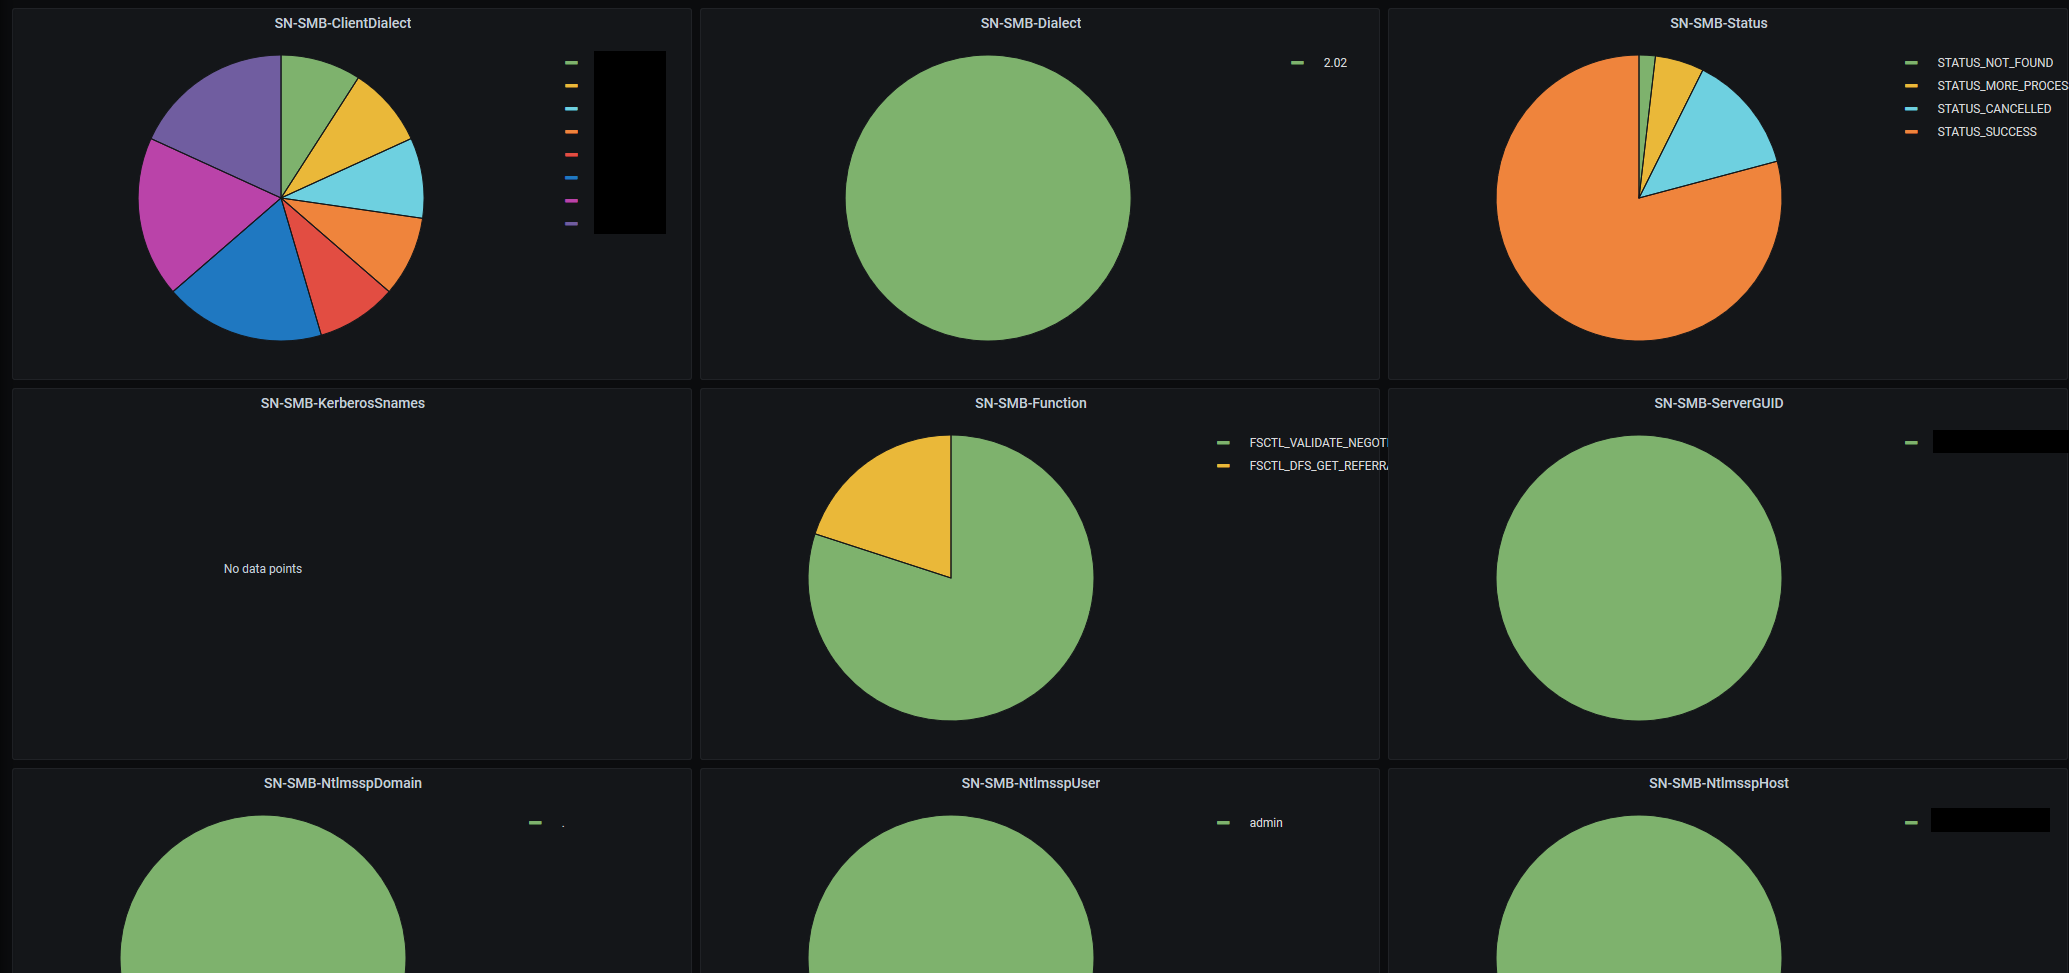 SN-SMB-ClientDialect
SN-SMB-Dialect
2.02
SN-SMB-Status
STATUS_NOT_FOUND
STATUS_MORE_PROCES
STATUS_CANCELLED
STATUS_SUCCESS
SN-SMB-KerberosSnames
No data points
SN-SMB-Function
FSCTL_VALIDATE_NEGOTI
FSCTL_DFS_GET_REFERRA
SN-SMB-ServerGUID
SN-SMB-NtlmsspDomain
.
SN-SMB-NtlmsspUser
admin
SN-SMB-NtlmsspHost